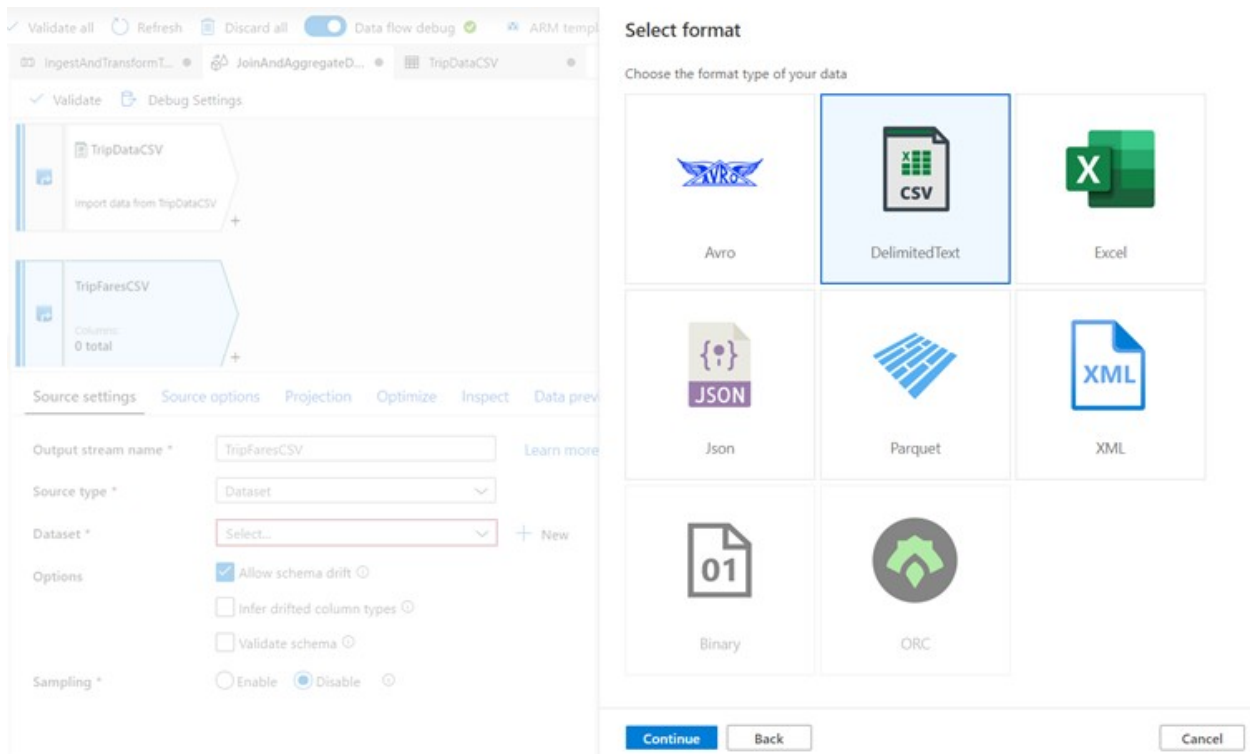 Validate all Refresh Discard all Data flow debug ARM templ
IngestAndTransformT... JoinAndAggregateD... TripDataCSV
Validate Debug Settings
TripDataCSV
Import data from TripDataCSV
+
TripFaresCSV
Columns:
0 total
+
Source settings Source options Projection Optimize Inspect Data prev
Output stream name * TripFaresCSV Learn more
Source type * Dataset
Dataset * Select... + New
Options Allow schema drift
Infer drifted column types
Validate schema
Sampling * Enable Disable
Select format
Choose the format type of your data
AVRO
CSV
X
Avro
DelimitedText
Excel
{ }
JSON
XML
Json
Parquet
XML
01
Binary
ORC
Continue Back Cancel